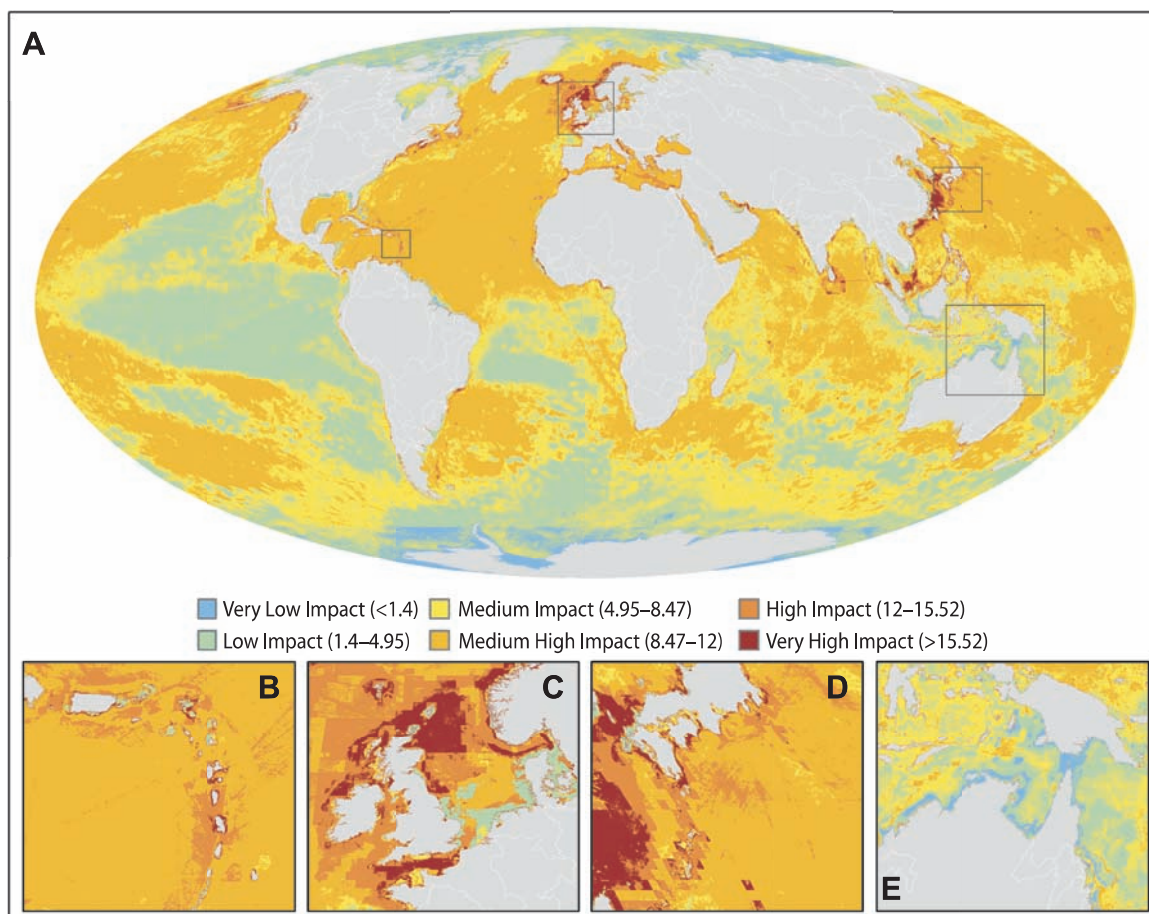 A
Very Low Impact (<1.4)
Medium Impact (4.95–8.47)
High Impact (12–15.52)
Low Impact (1.4–4.95)
Medium High Impact (8.47–12)
Very High Impact (>15.52)
B
C
D
E